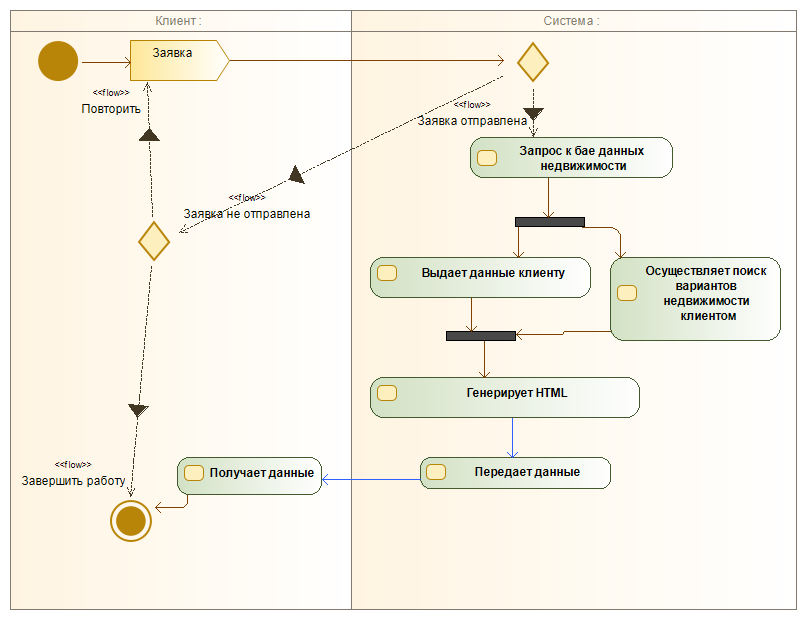 Клиент :
Система :
Заявка
<<flow>>
Повторить
<<flow>>
Заявка отправлена
Запрос к бае данных
недвижимости
<<flow>>
Заявка не отправлена
Выдает данные клиенту
Осуществляет поиск
вариантов
недвижимости
клиентом
Генерирует HTML
<<flow>>
Завершить работу
Получает данные
Передает данные